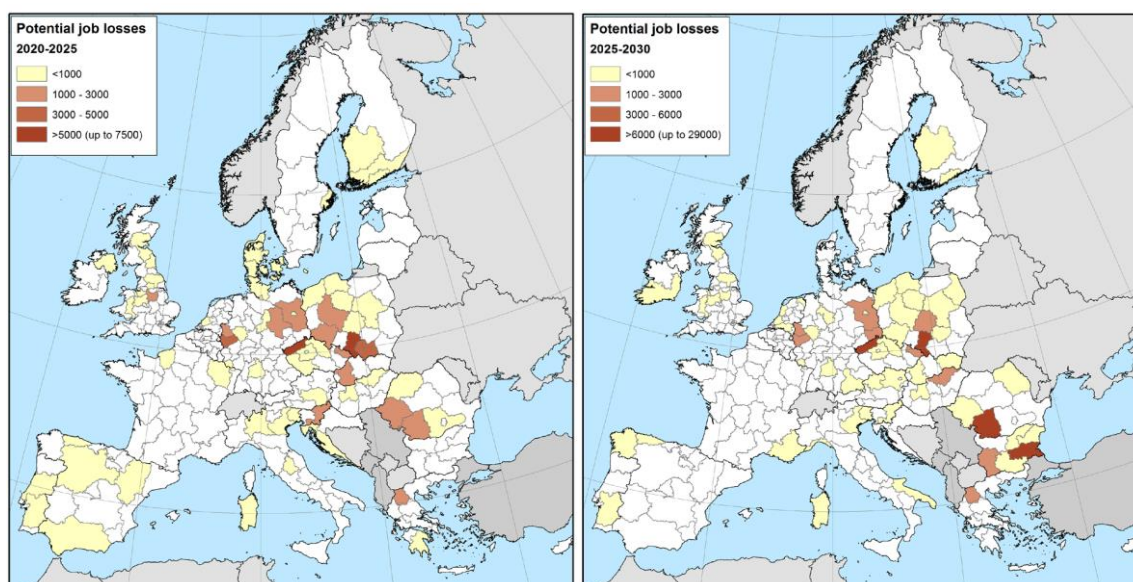 Potential job losses
2020-2025
<1000
1000 - 3000
3000 - 5000
>5000 (up to 7500)
Potential job losses
2025-2030
<1000
1000 - 3000
3000 - 6000
>6000 (up to 29000)